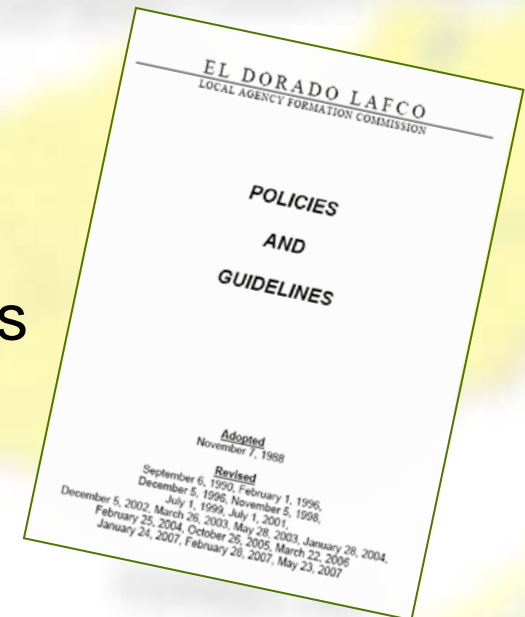 EL DORADO LAFCO
LOCAL AGENCY FORMATION COMMISSION
POLICIES
AND
GUIDELINES
s
Adopted
November 7, 1988
Revised
September 6, 1990, February 1, 1996,
December 5, 1996, November 5, 1998,
July 1, 1999, July 1, 2001,
December 5, 2002, March 26, 2003, May 28, 2003, January 28, 2004,
February 25, 2004, October 26, 2005, March 22, 2006
January 24, 2007, February 28, 2007, May 23, 2007